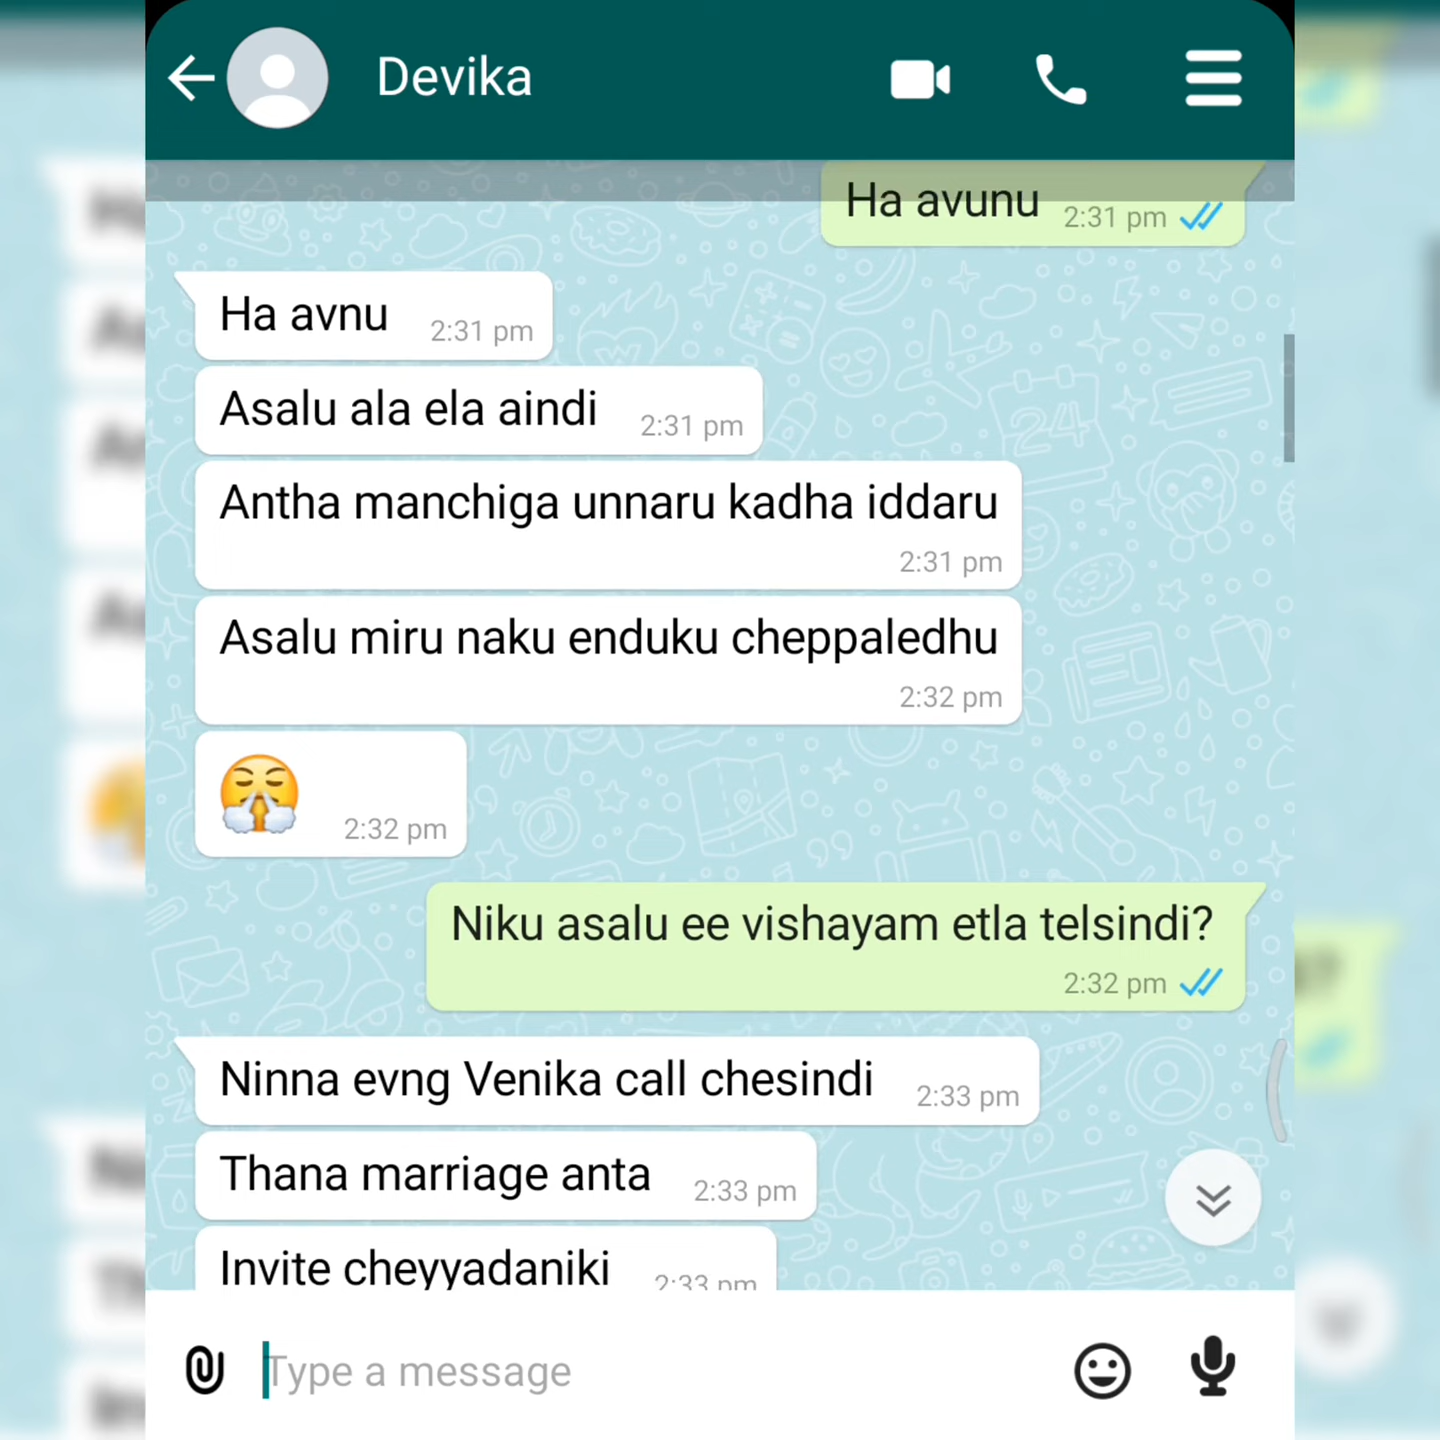 Devika
Ha avunu 2:31 pm
Ha avnu 2:31 pm
Asalu ala ela aindi 2:31 pm
Antha manchiga unnaru kadha iddaru
2:31 pm
Asalu miru naku enduku cheppaledhu
2:32 pm
2:32 pm
Niku asalu ee vishayam etla telsindi?
2:32 pm
Ninna evng Venika call chesindi 2:33 pm
Thana marriage anta 2:33 pm
Invite cheyyadaniki 2:33 pm
Type a message